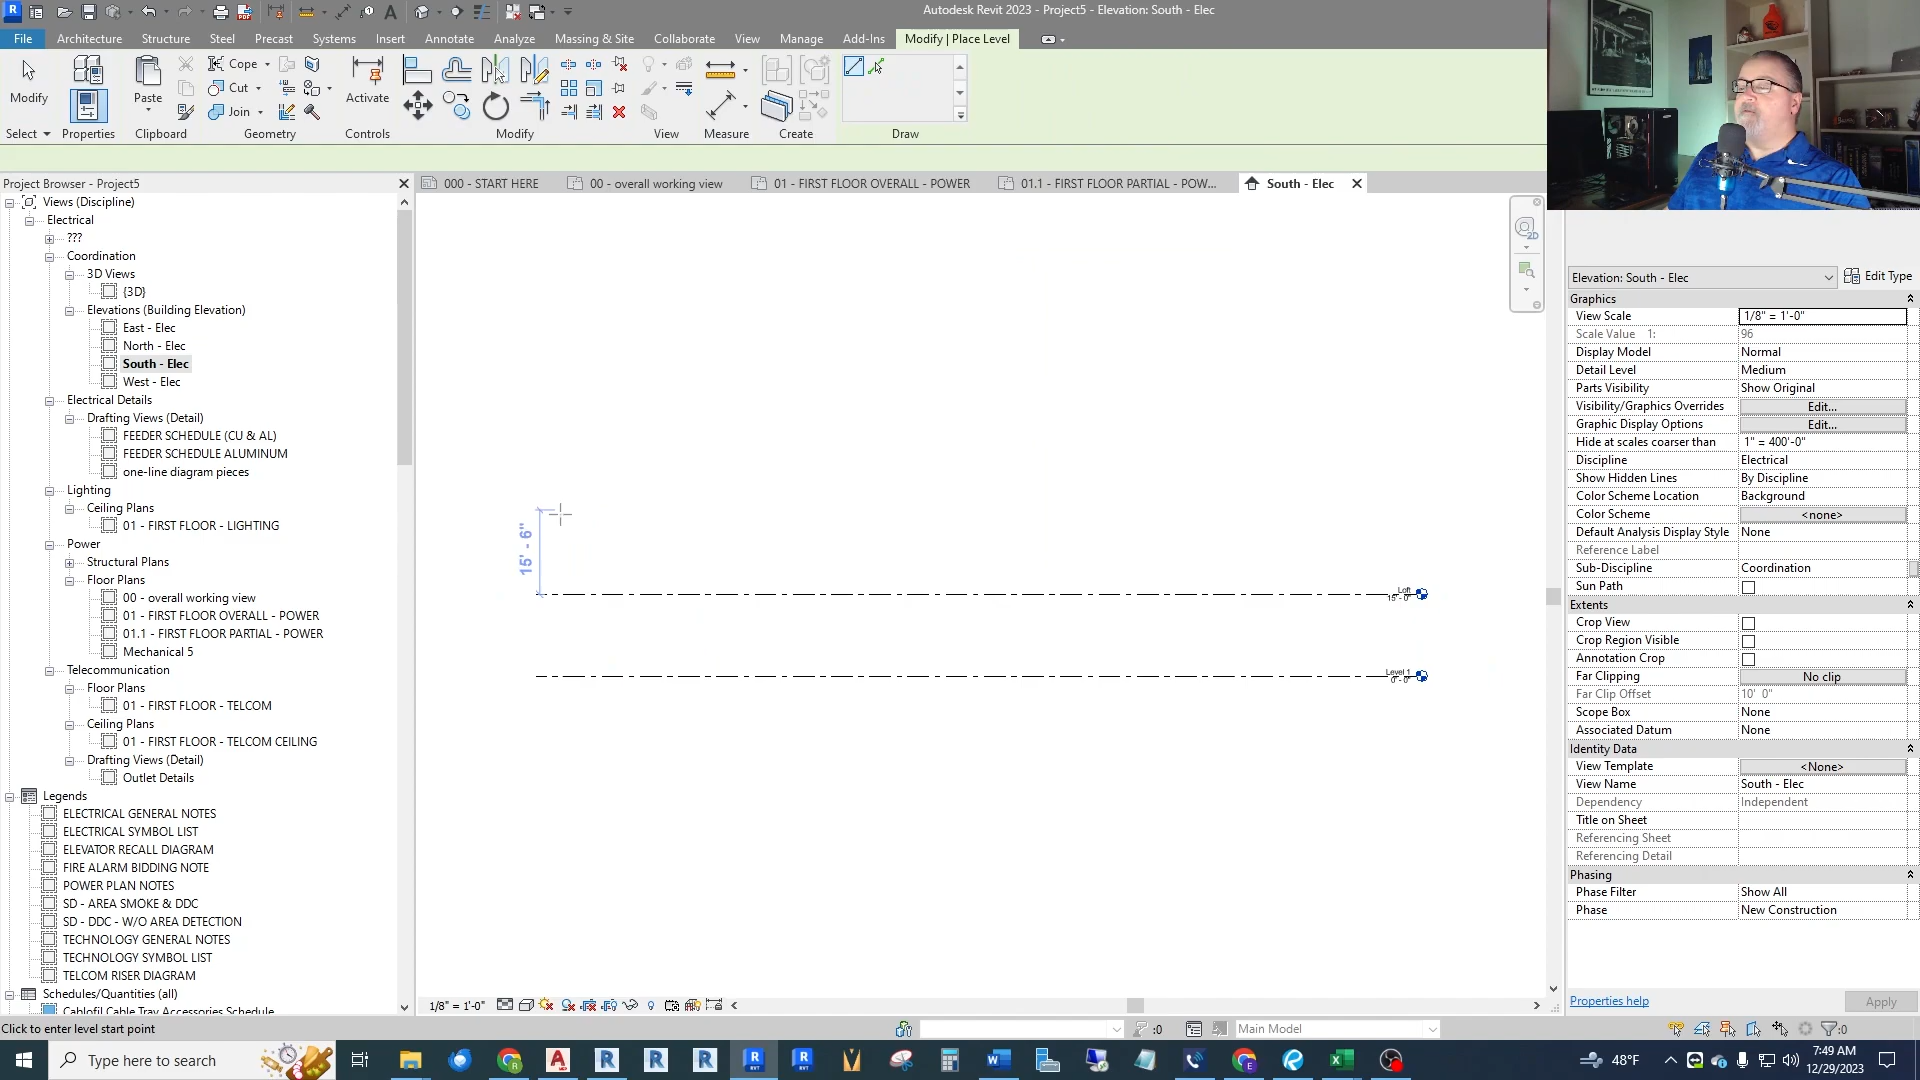 Autodesk Revit 2023 - Project5 - Elevation: South - Elec
File Architecture Structure Steel Precast Systems Insert Annotate Analyze Massing & Site Collaborate View Manage Add-Ins Modify | Place Level
Modify Properties Paste Cope Cut Join Activate
Select Properties Clipboard Geometry Controls Modify View Measure Create Draw
Project Browser - Project5
000 - START HERE
00 - overall working view
01 - FIRST FLOOR OVERALL - POWER
01.1 - FIRST FLOOR PARTIAL - POW...
South - Elec
Views (Discipline)
Electrical
???
Coordination
3D Views
{3D}
Elevations (Building Elevation)
East - Elec
North - Elec
South - Elec
West - Elec
Electrical Details
Drafting Views (Detail)
FEEDER SCHEDULE (CU & AL)
FEEDER SCHEDULE ALUMINUM
one-line diagram pieces
Lighting
Ceiling Plans
01 - FIRST FLOOR - LIGHTING
Power
Structural Plans
Floor Plans
00 - overall working view
01 - FIRST FLOOR OVERALL - POWER
01.1 - FIRST FLOOR PARTIAL - POWER
Mechanical 5
Telecommunication
Floor Plans
01 - FIRST FLOOR - TELCOM
Ceiling Plans
01 - FIRST FLOOR - TELCOM CEILING
Drafting Views (Detail)
Outlet Details
Legends
ELECTRICAL GENERAL NOTES
ELECTRICAL SYMBOL LIST
ELEVATOR RECALL DIAGRAM
FIRE ALARM BIDDING NOTE
POWER PLAN NOTES
SD - AREA SMOKE & DDC
SD - DDC - W/O AREA DETECTION
TECHNOLOGY GENERAL NOTES
TECHNOLOGY SYMBOL LIST
TELCOM RISER DIAGRAM
Schedules/Quantities (all)
Cablofil Cable Tray Accessories Schedule
15' - 6"
Loft
15' - 0"
Level 1
0' - 0"
2D
Elevation: South - Elec Edit Type
Graphics
View Scale 1/8" = 1'-0"
Scale Value 1: 96
Display Model Normal
Detail Level Medium
Parts Visibility Show Original
Visibility/Graphics Overrides Edit...
Graphic Display Options Edit...
Hide at scales coarser than 1" = 400'-0"
Discipline Electrical
Show Hidden Lines By Discipline
Color Scheme Location Background
Color Scheme <none>
Default Analysis Display Style None
Reference Label
Sub-Discipline Coordination
Sun Path
Extents
Crop View
Crop Region Visible
Annotation Crop
Far Clipping No clip
Far Clip Offset 10' 0"
Scope Box None
Associated Datum None
Identity Data
View Template <None>
View Name South - Elec
Dependency Independent
Title on Sheet
Referencing Sheet
Referencing Detail
Phasing
Phase Filter Show All
Phase New Construction
Properties help Apply
1/8" = 1'-0"
Click to enter level start point
:0
Main Model
:0
Type here to search
48°F
7:49 AM
12/29/2023